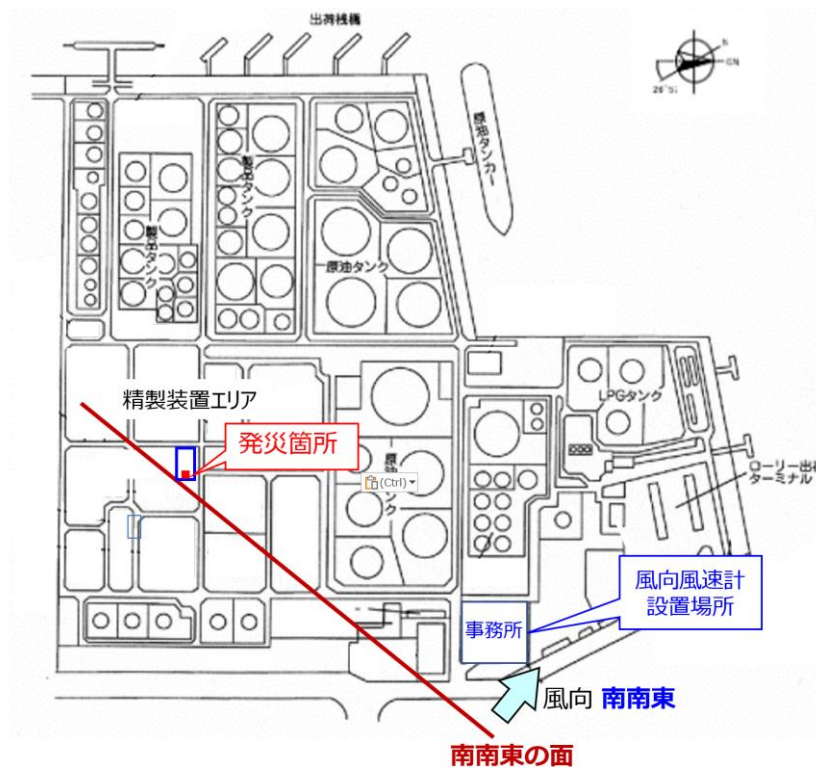 出荷桟橋
N
GN
原油タンカー
製品タンク
製品タンク
原油タンク
精製装置エリア
発災箇所
原油タンク
(Ctrl)
LPGタンク
ローリー出荷
ターミナル
風向風速計
設置場所
事務所
風向 南南東
南南東の面